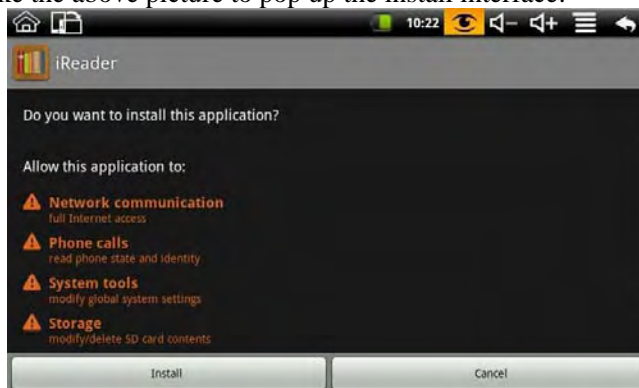 ke the above picture to pop up the install interface.
10:22
iReader
Do you want to install this application?
Allow this application to:
Network communication
full Internet access
Phone calls
read phone state and identity
System tools
modify global system settings
Storage
modify/delete SD card contents
Install
Cancel